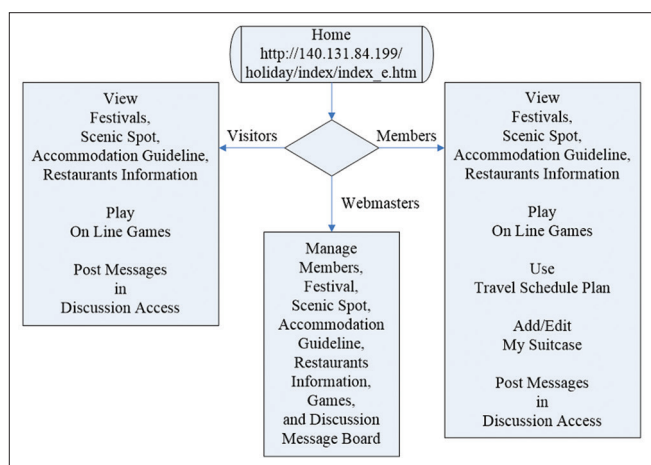 Home
http://140.131.84.199/
holiday/index/index_e.htm
Visitors
Members
Webmasters
View
Festivals,
Scenic Spot,
Accommodation Guideline,
Restaurants Information
Play
On Line Games
Post Messages
in
Discussion Access
Manage
Members,
Festival,
Scenic Spot,
Accommodation
Guideline,
Restaurants
Information,
Games,
and Discussion
Message Board
View
Festivals,
Scenic Spot,
Accommodation Guideline,
Restaurants Information
Play
On Line Games
Use
Travel Schedule Plan
Add/Edit
My Suitcase
Post Messages
in
Discussion Access